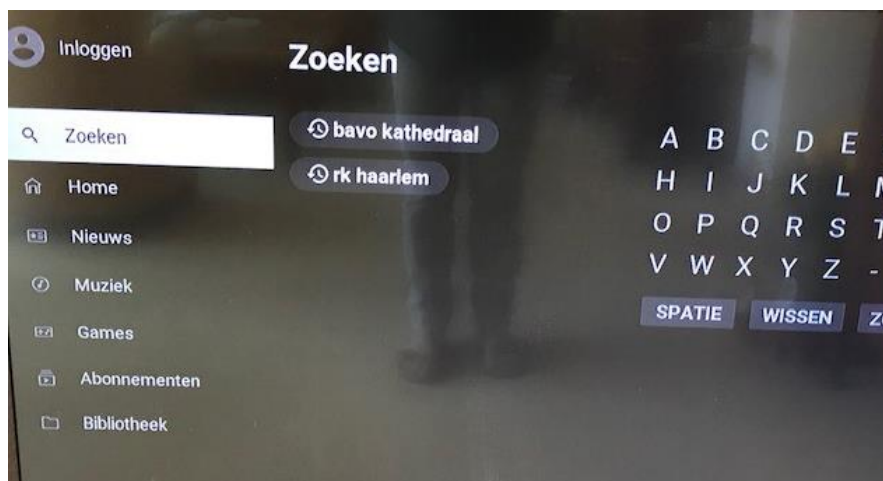 Inloggen
Zoeken
Zoeken
bavo kathedraal
rk haarlem
Home
Nieuws
Muziek
Games
Abonnementen
Bibliotheek
A B C D E
H I J K L
O P Q R S T
V W X Y Z -
SPATIE WISSEN